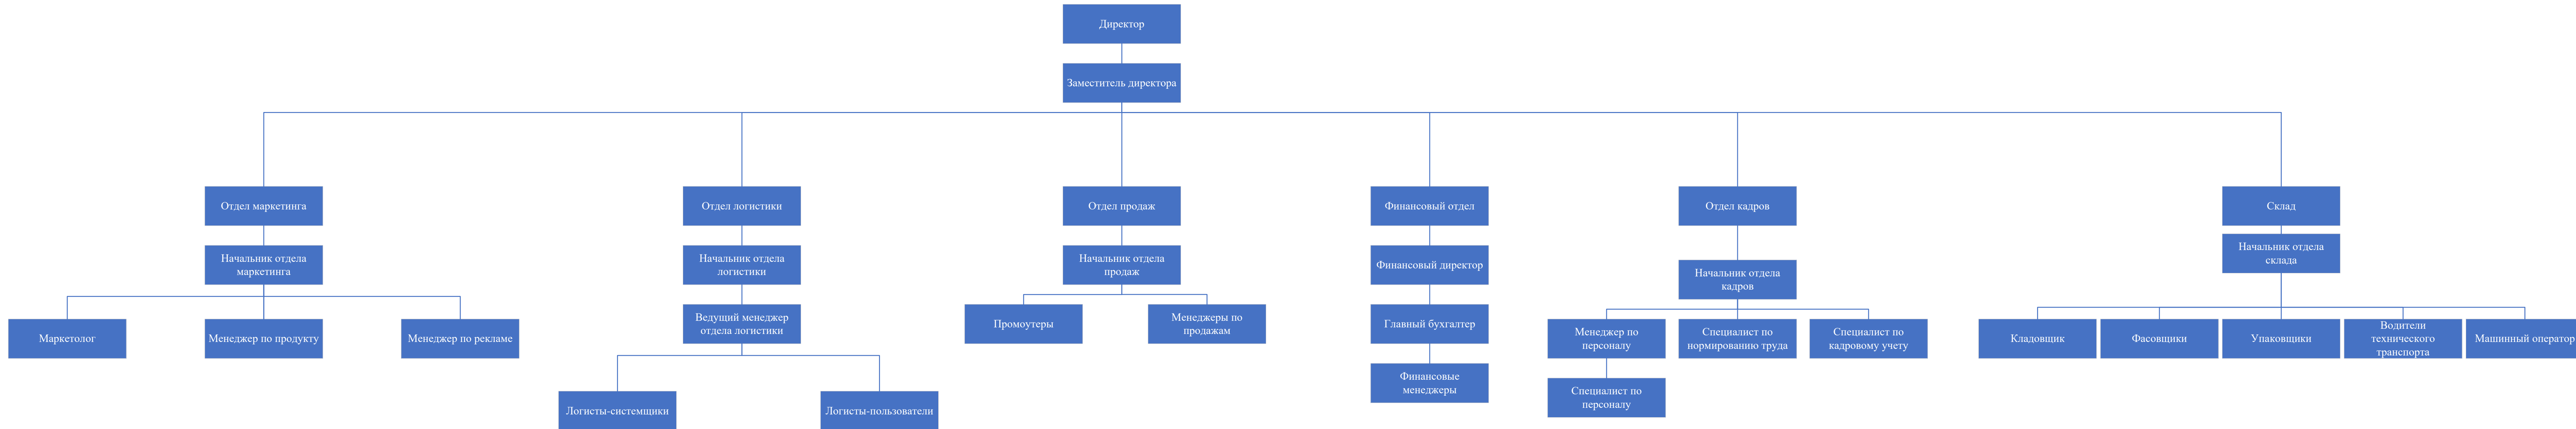 Директор
Заместитель директора
Отдел маркетинга
Отдел логистики
Отдел продаж
Финансовый отдел
Отдел кадров
Склад
Начальник отдела
маркетинга
Начальник отдела
логистики
Начальник отдела
продаж
Финансовый директор
Начальник отдела
кадров
Начальник отдела
склада
Маркетолог
Менеджер по продукту
Менеджер по рекламе
Ведущий менеджер
отдела логистики
Промоутеры
Менеджеры по
продажам
Главный бухгалтер
Менеджер по
персоналу
Специалист по
нормированию труда
Специалист по
кадровому учету
Кладовщик
Фасовщики
Упаковщики
Водители
технического
транспорта
Машинный оператор
Логисты-системщики
Логисты-пользователи
Финансовые
менеджеры
Специалист по
персоналу